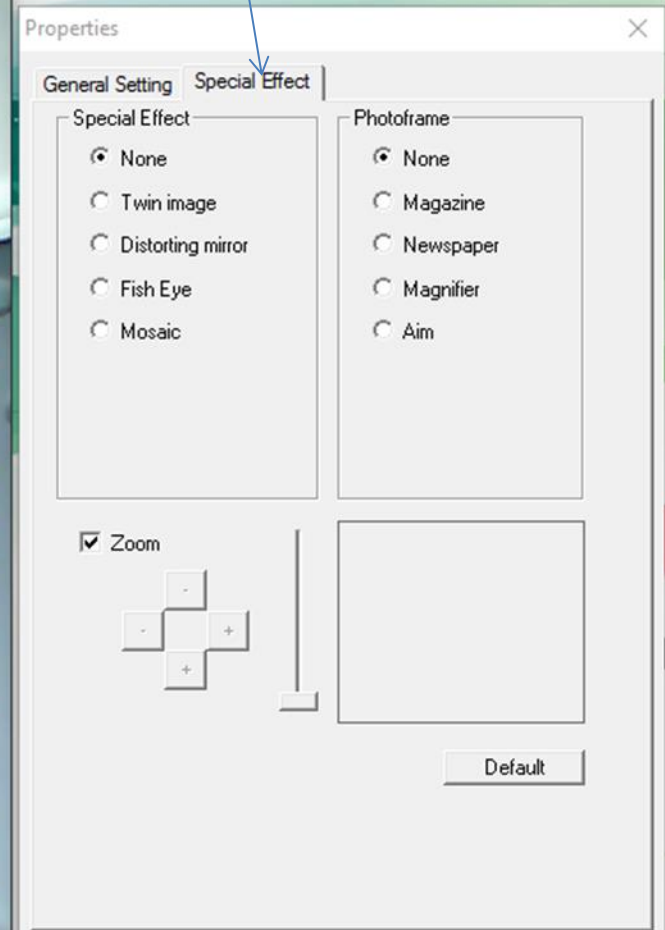 Properties
General Setting
Special Effect
Special Effect
None
Twin image
Distorting mirror
Fish Eye
Mosaic
Photoframe
None
Magazine
Newspaper
Magnifier
Aim
Zoom
-
- +
+
Default